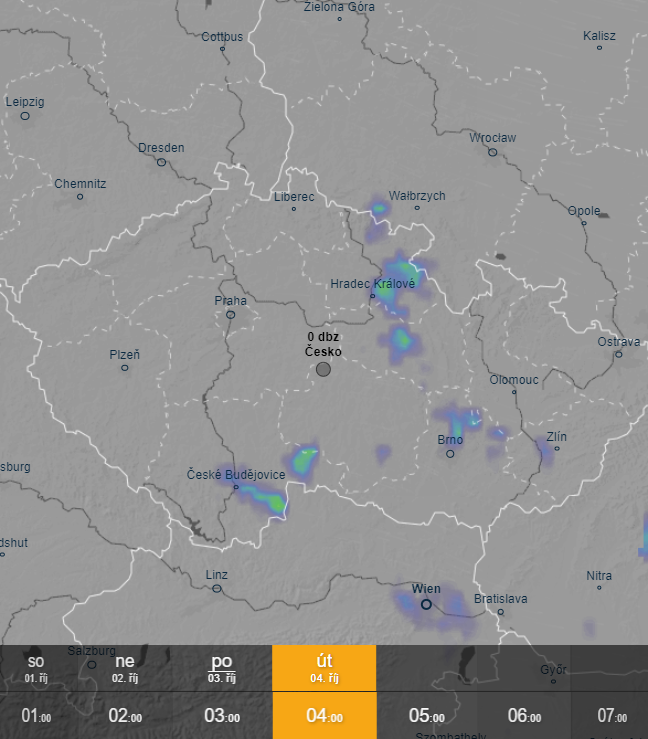 Zielona Góra
Cottbus
Kalisz
Leipzig
Wrocław
Dresden
Chemnitz
Liberec
Wałbrzych
Opole
Hradec Králové
Praha
0 dbz
Česko
Ostrava
Plzeň
Olomouc
Brno
Zlín
sburg
České Budějovice
dshut
Linz
Nitra
Wien
Bratislava
Salzburg
Győr
so
ne
po
út
01. říj
02. říj
03. říj
04. říj
01:00
02:00
03:00
04:00
05:00
06:00
07:00
Szombathely